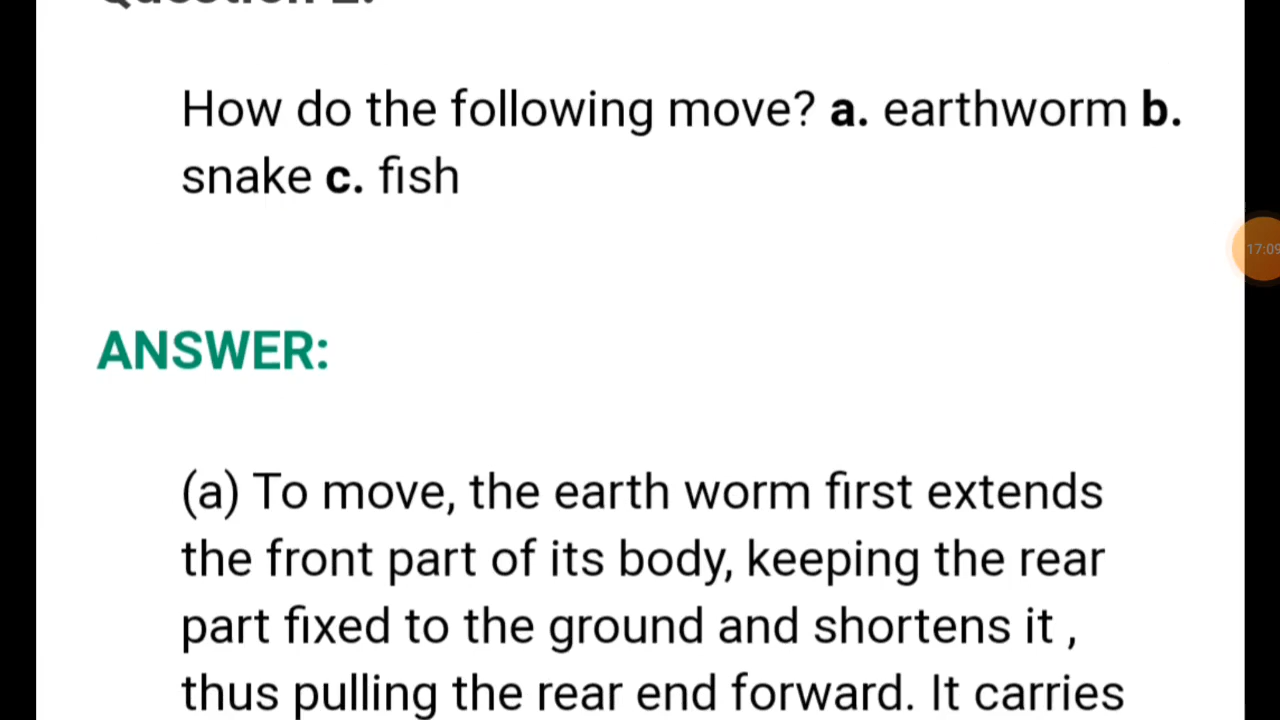 How do the following move? a. earthworm b.
snake c. fish
17:09
ANSWER:
(a) To move, the earth worm first extends
the front part of its body, keeping the rear
part fixed to the ground and shortens it ,
thus pulling the rear end forward. It carries